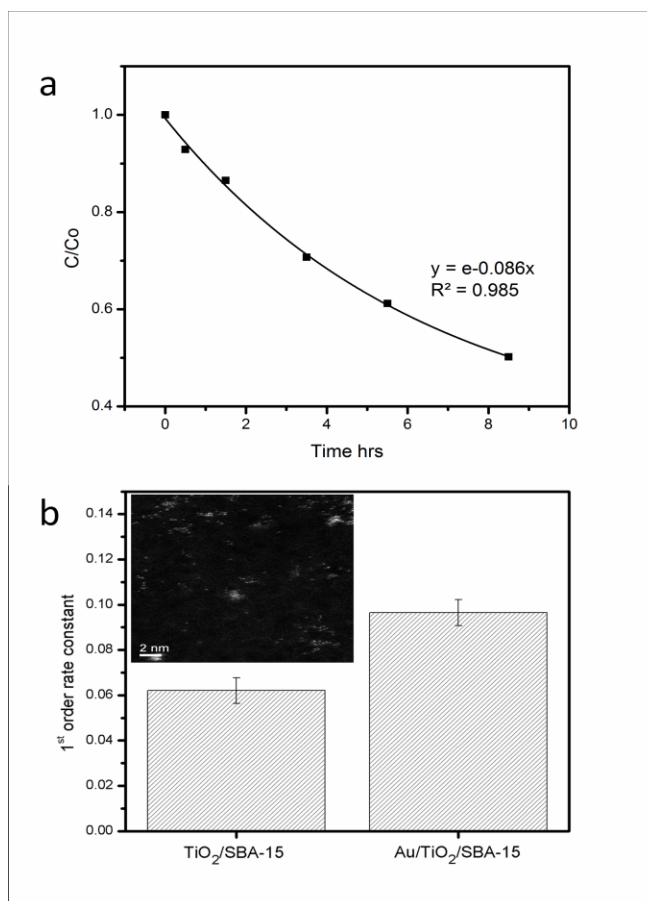 a
1.0
0.8
0.6
0.4
C/Co
y = e-0.086x
R² = 0.985
0 2 4 6 8 10
Time hrs
b
0.14
0.12
0.10
0.08
0.06
0.04
0.02
0.00
1st order rate constant
2 nm
TiO2/SBA-15 Au/TiO2/SBA-15